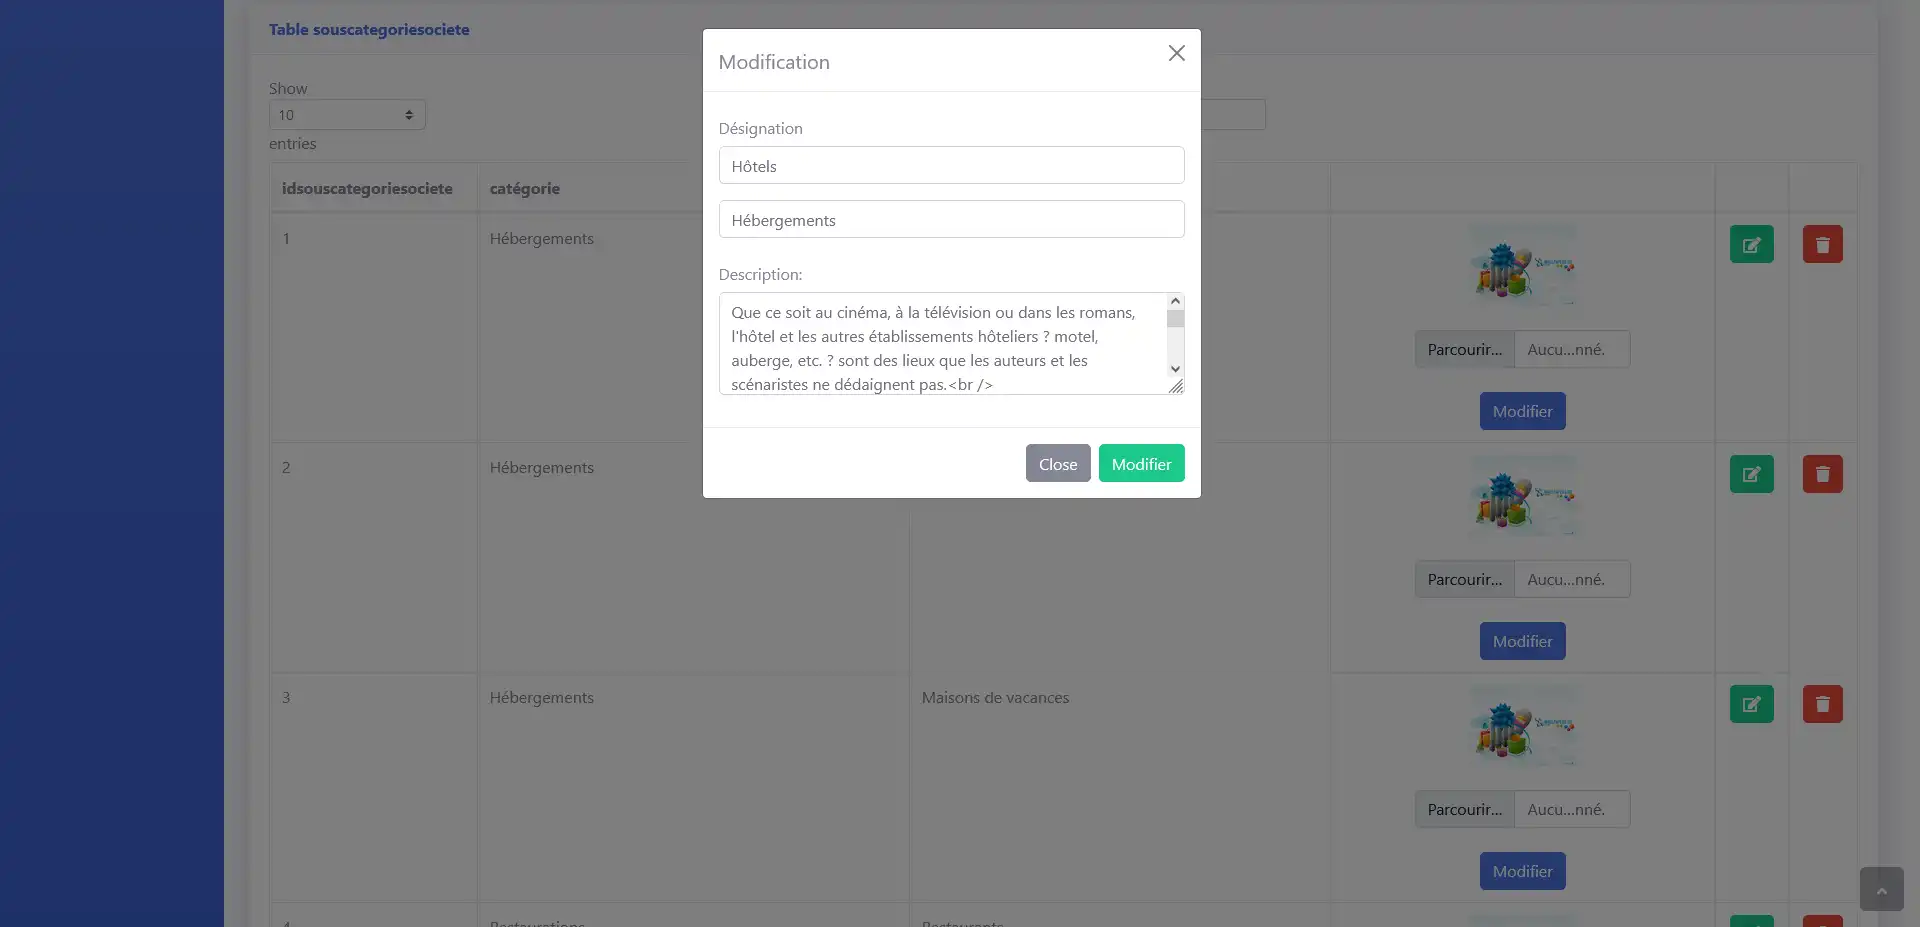 Table souscategoriesociete
Show
10
entries
idsouscategoriesociete
catégorie
1
Hébergements
Parcourir...
Aucu...nné.
Modifier
2
Hébergements
Parcourir...
Aucu...nné.
Modifier
3
Hébergements
Maisons de vacances
Parcourir...
Aucu...nné.
Modifier
4
Restaurations
Restaurants
Modification
Désignation
Hôtels
Hébergements
Description:
Que ce soit au cinéma, à la télévision ou dans les romans,
l'hôtel et les autres établissements hôteliers ? motel,
auberge, etc. ? sont des lieux que les auteurs et les
scénaristes ne dédaignent pas.<br />
Close
Modifier